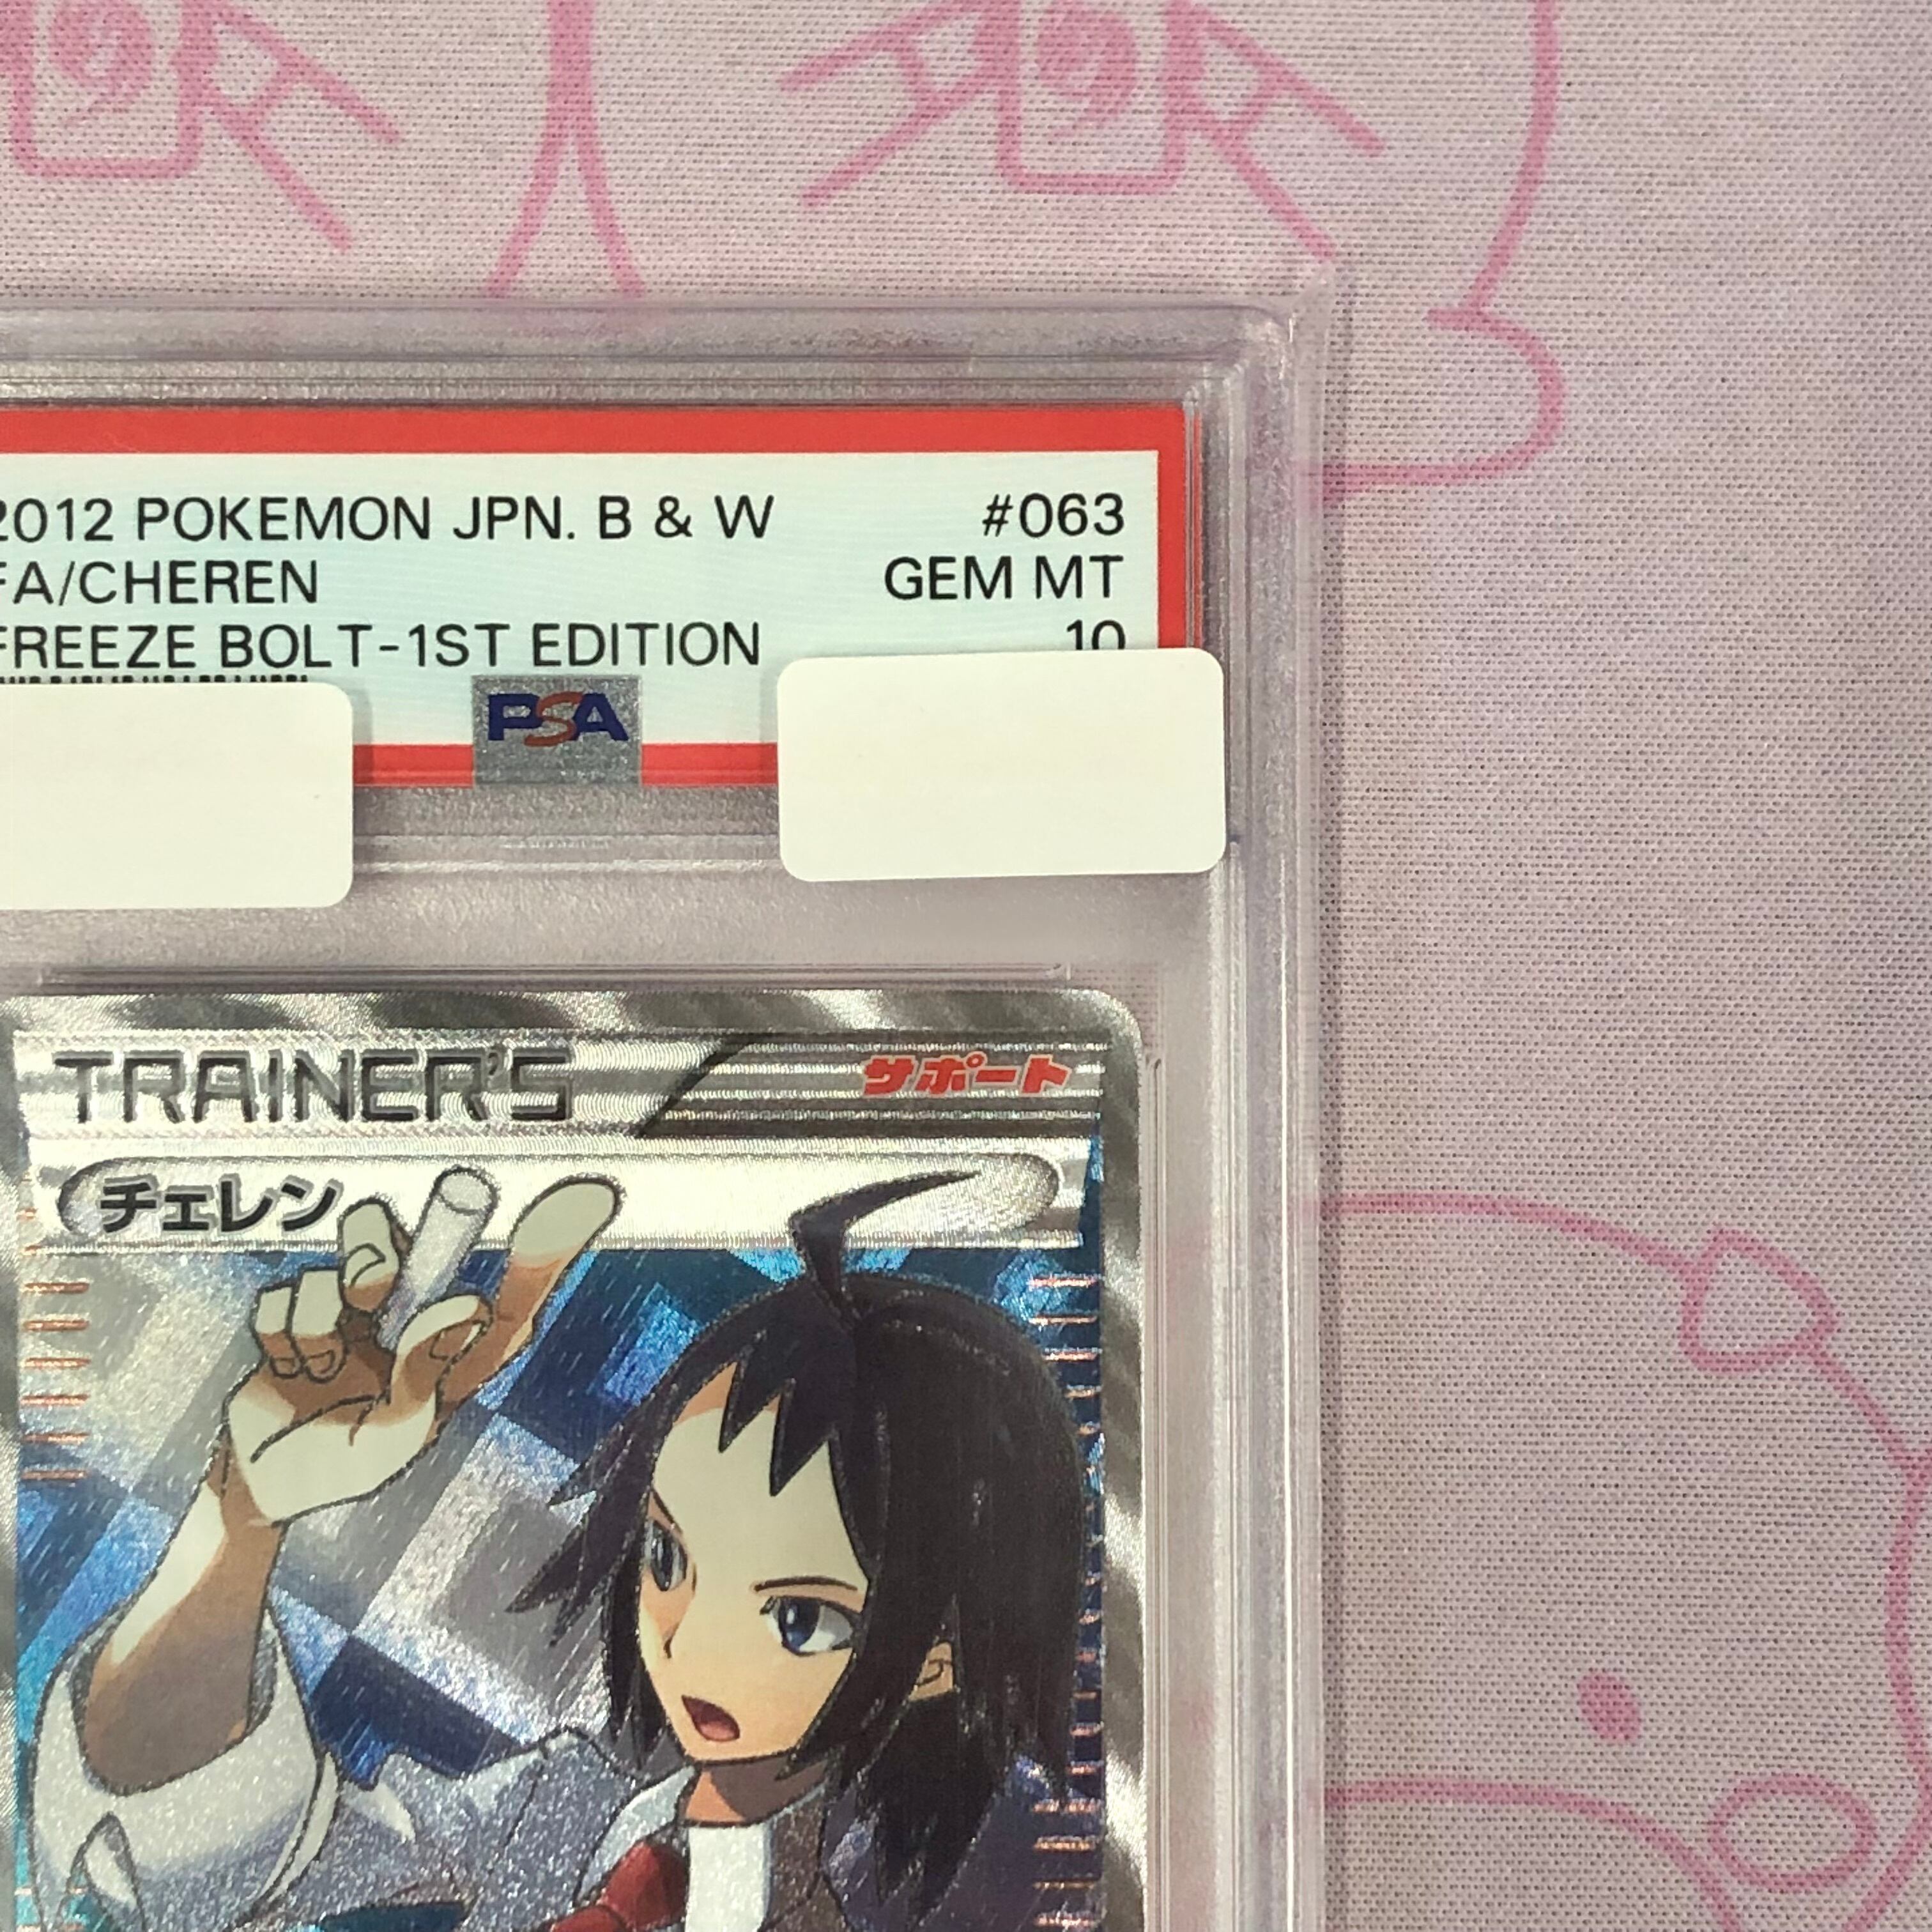 2012 POKEMON JPN. B & W #063
FA/CHEREN GEM MT
FREEZE BOLT-1ST EDITION 10
PSA
TRAINER'S サポート
チェレン